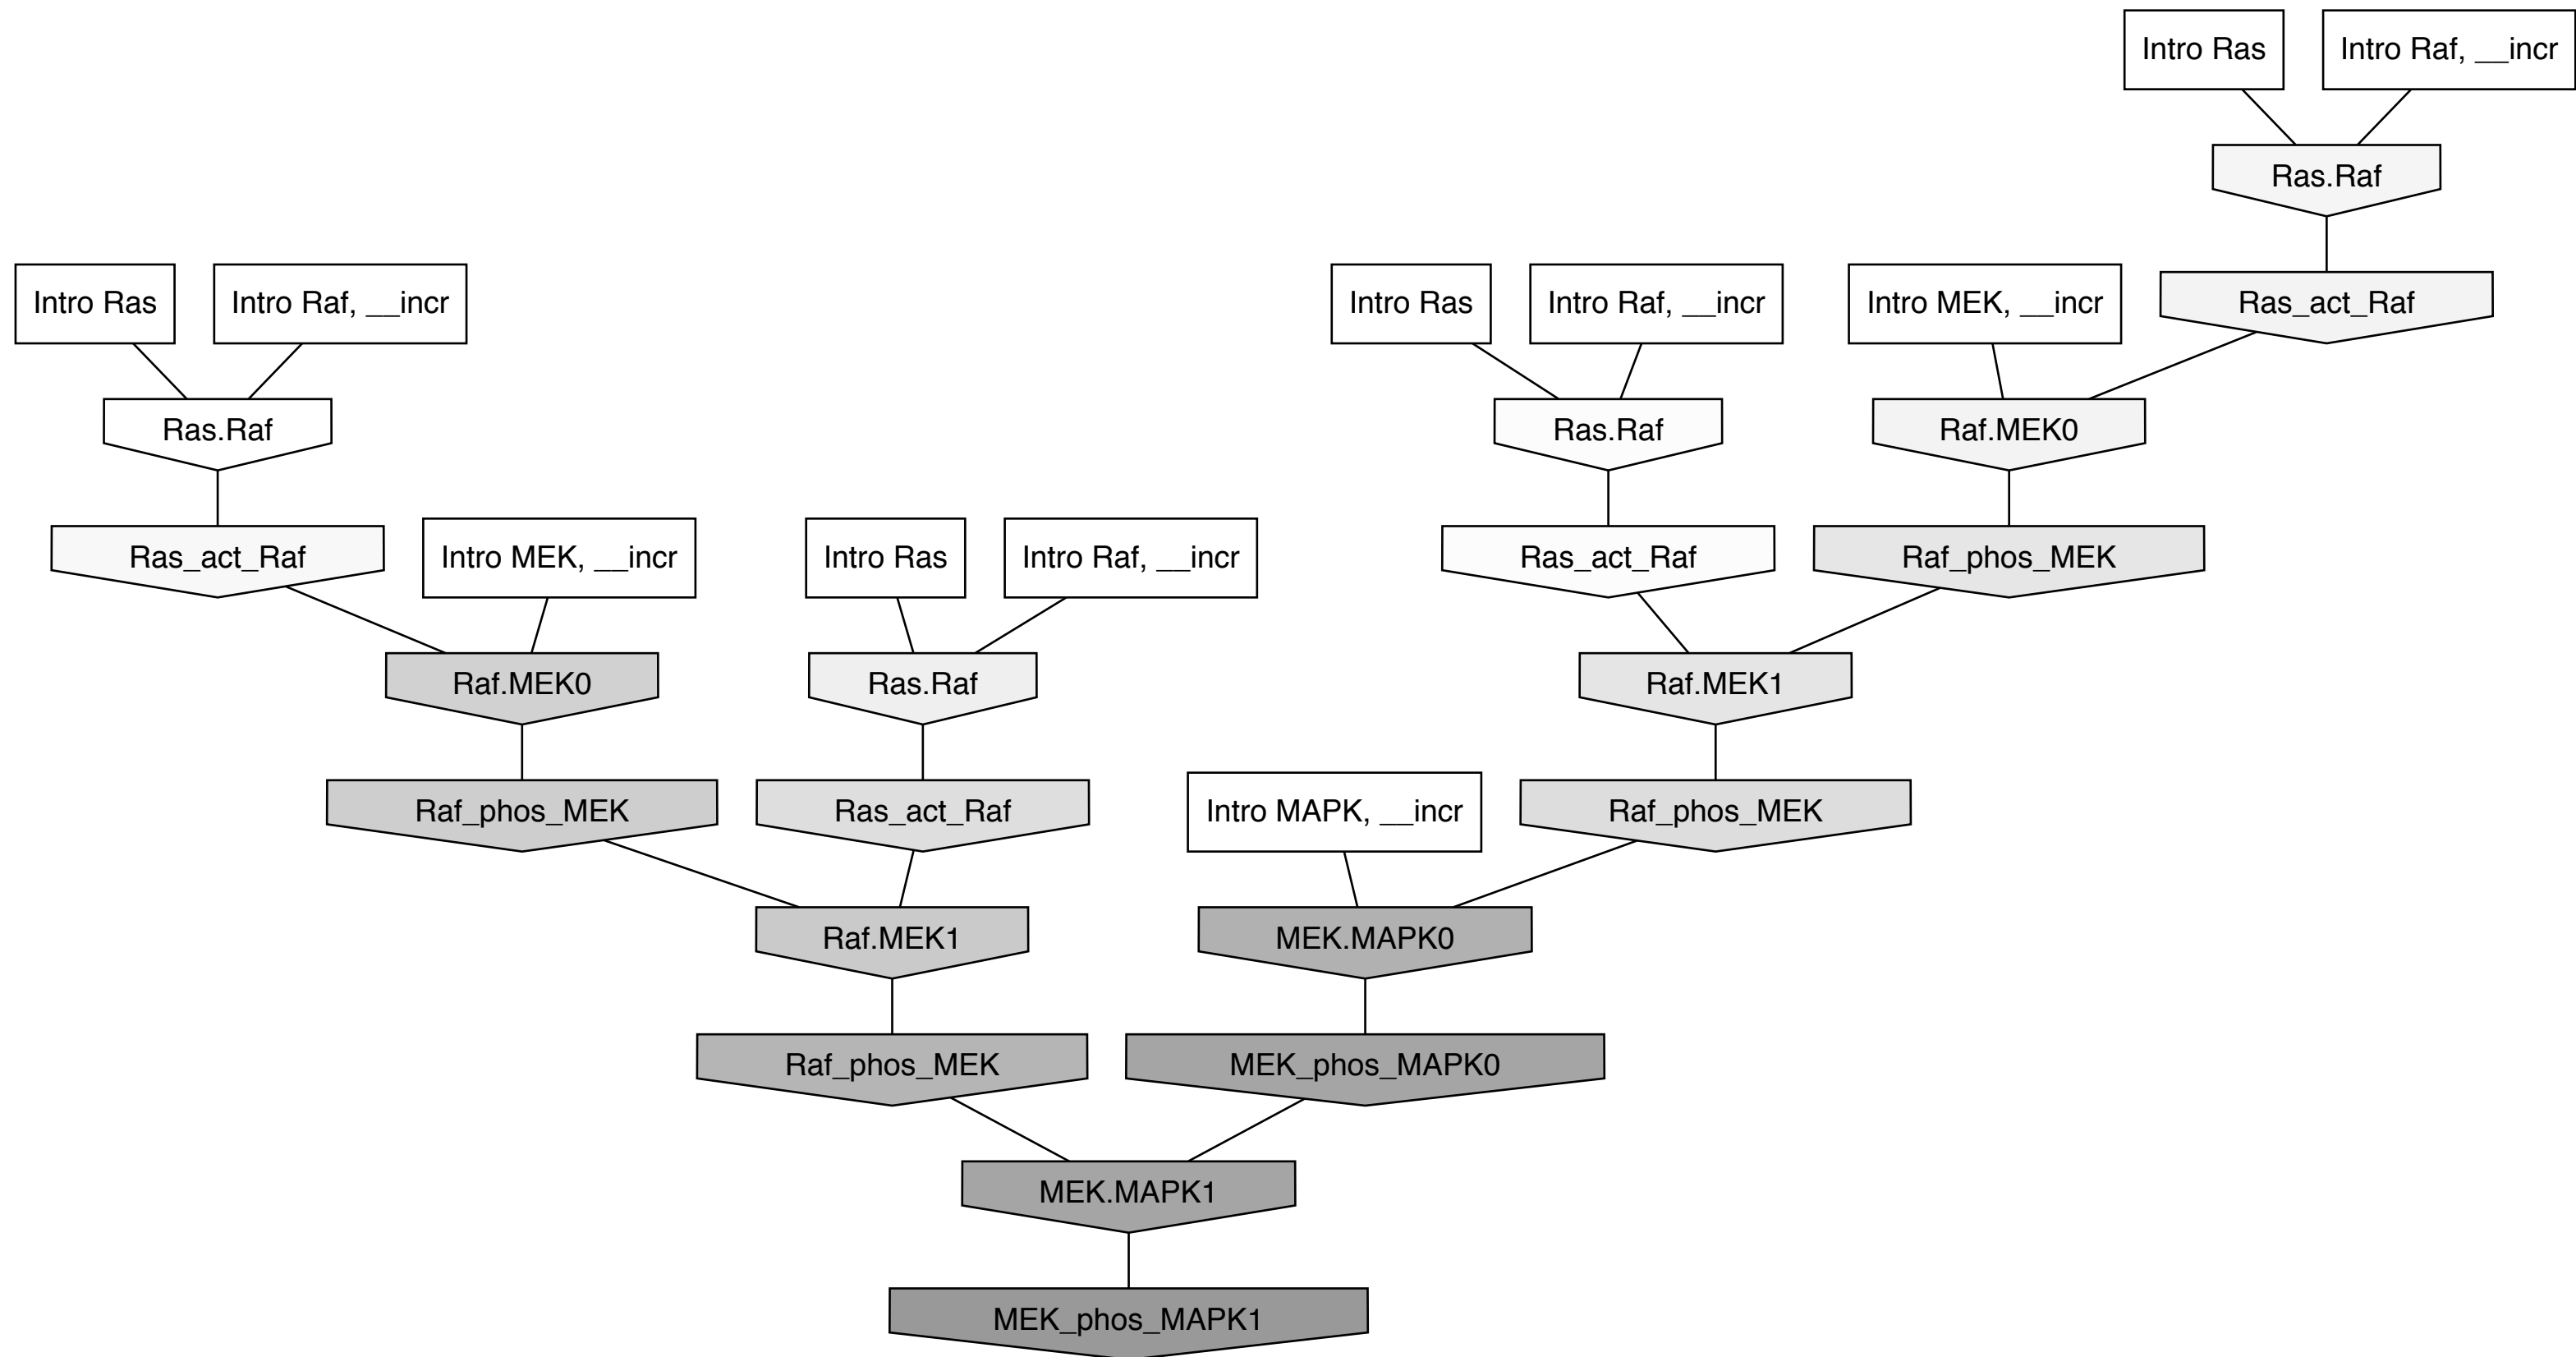 Intro Ras
Intro Raf, __incr
Ras.Raf
Intro Ras
Intro Raf, __incr
Intro Ras
Intro Raf, __incr
Intro MEK, __incr
Ras_act_Raf
Ras.Raf
Ras.Raf
Raf.MEK0
Ras_act_Raf
Intro MEK, __incr
Intro Ras
Intro Raf, __incr
Ras_act_Raf
Raf_phos_MEK
Raf.MEK0
Ras.Raf
Raf.MEK1
Raf_phos_MEK
Ras_act_Raf
Intro MAPK, __incr
Raf_phos_MEK
Raf.MEK1
MEK.MAPK0
Raf_phos_MEK
MEK_phos_MAPK0
MEK.MAPK1
MEK_phos_MAPK1